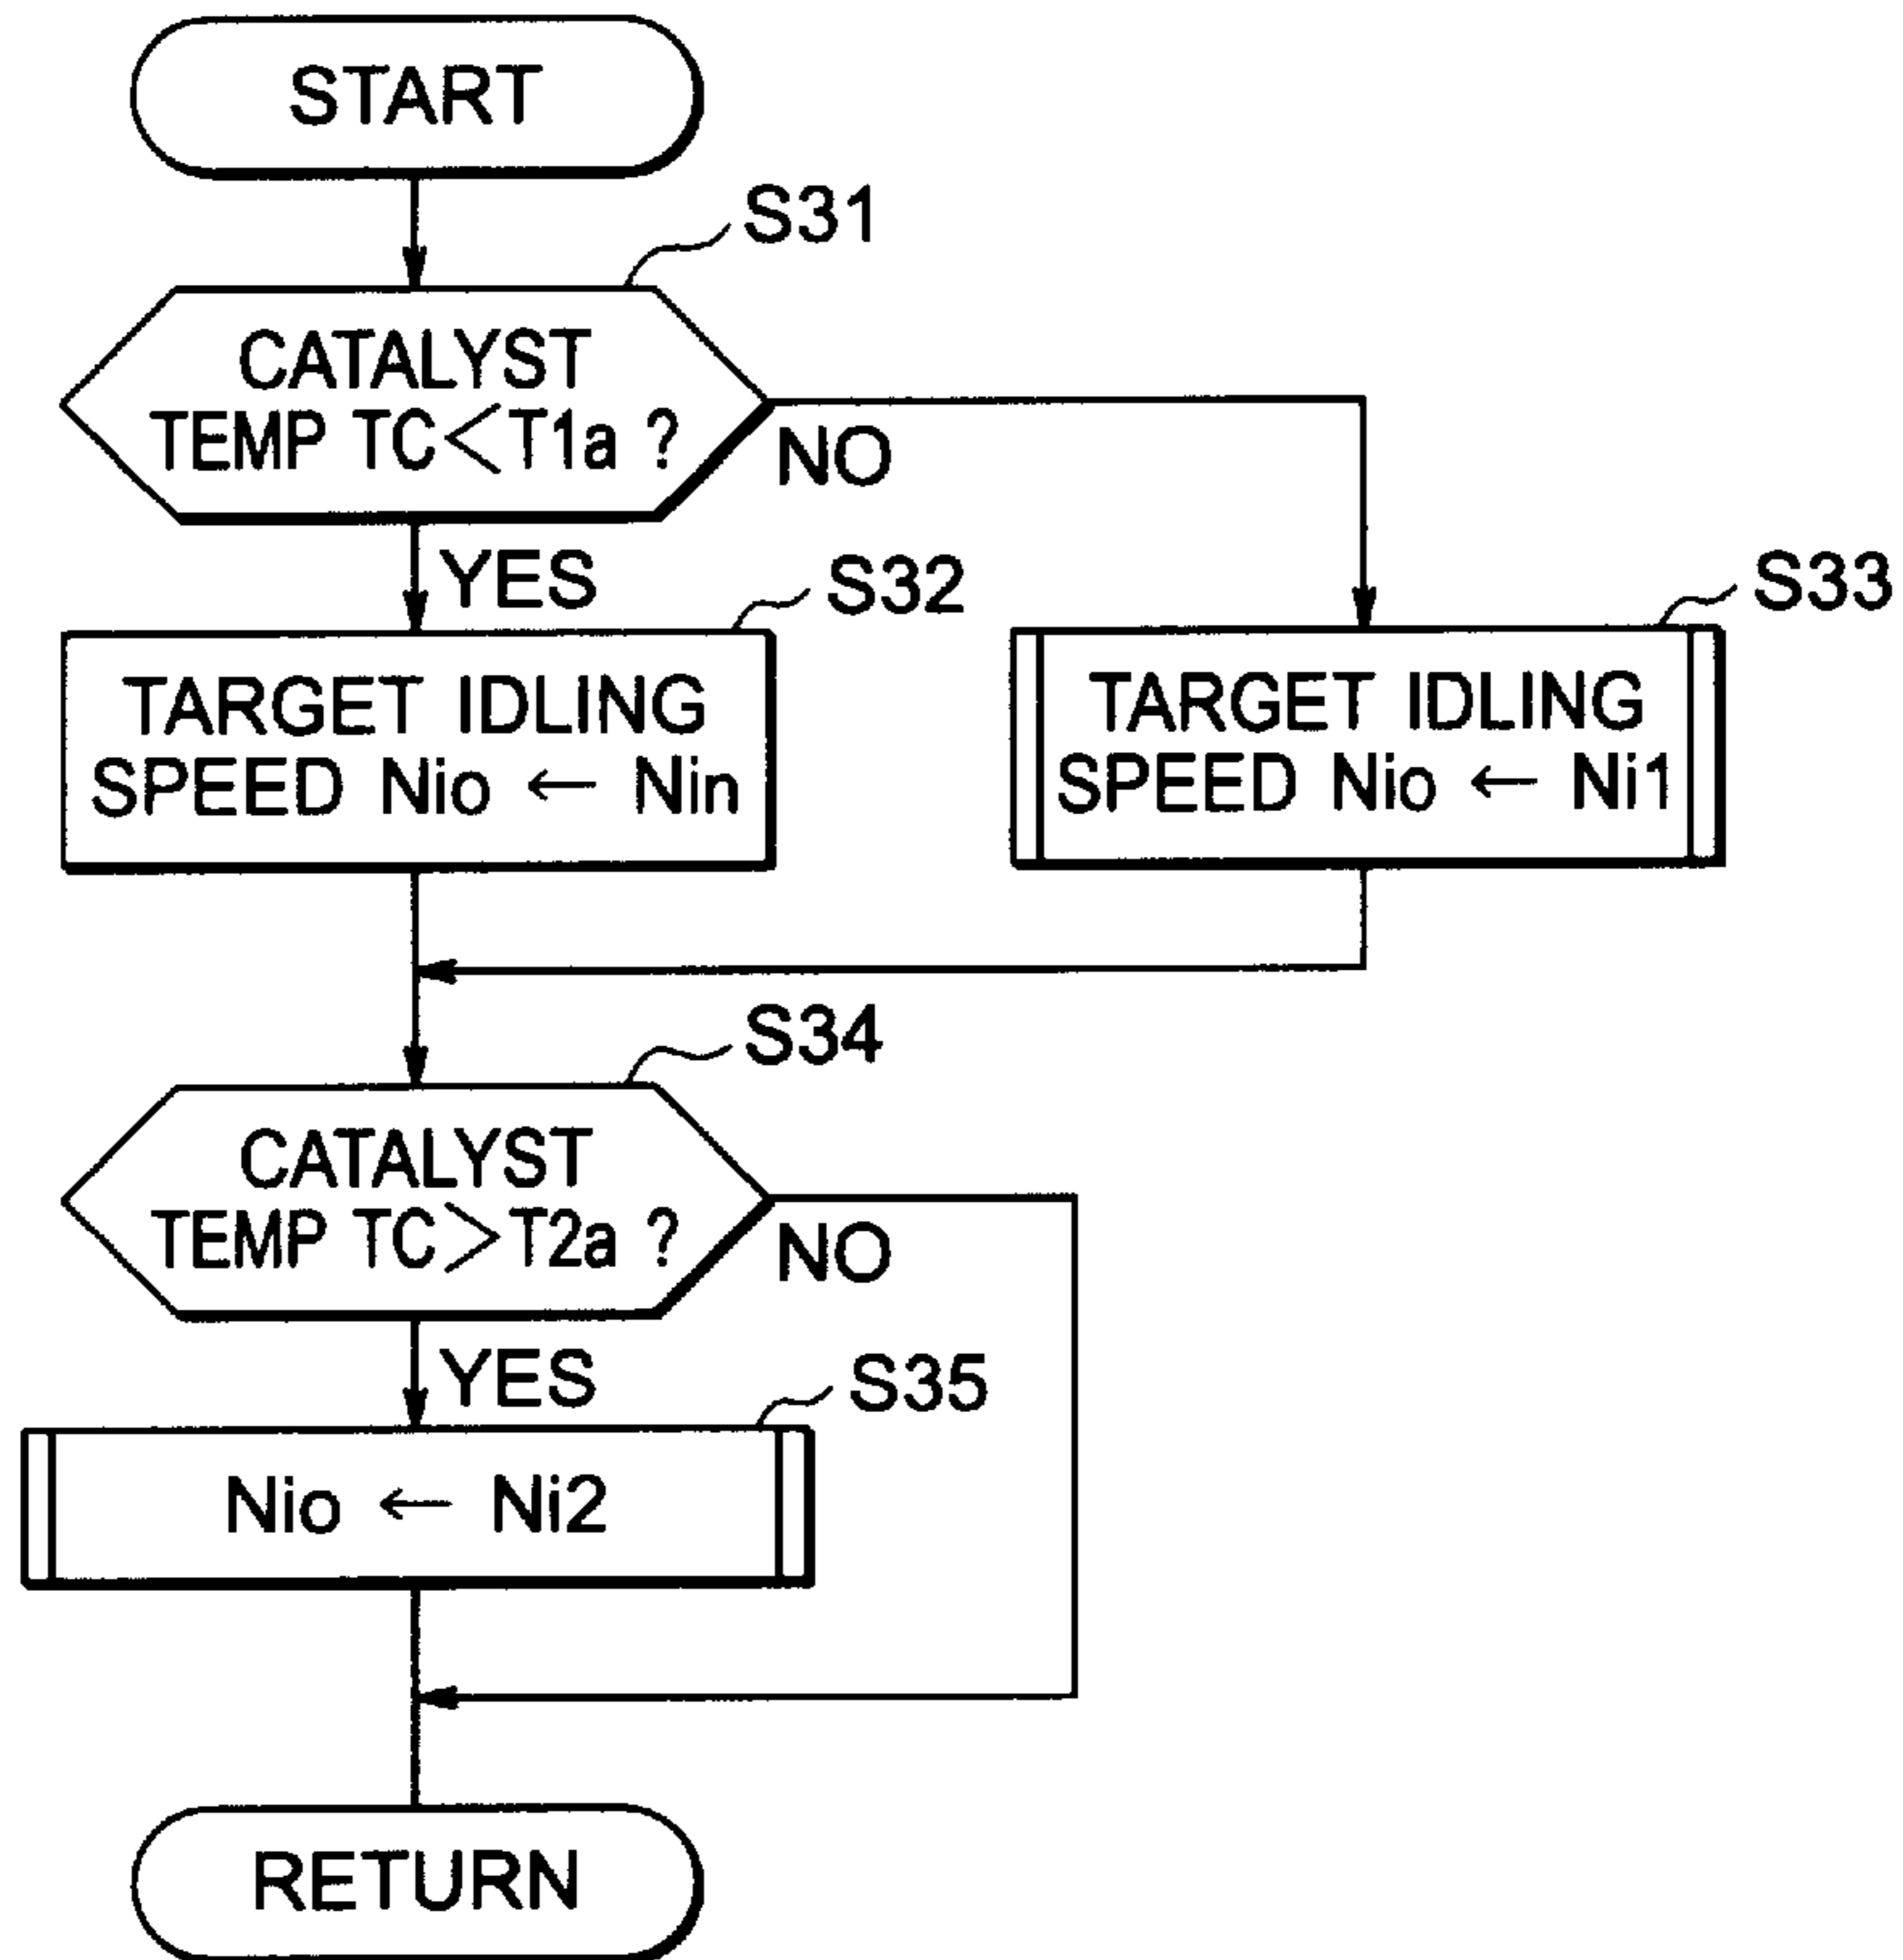 START
S31
CATALYST
TEMP TC<T1a ?
NO
YES
S32
S33
TARGET IDLING
SPEED Nio ← Nin
TARGET IDLING
SPEED Nio ← Ni1
S34
CATALYST
TEMP TC>T2a ?
NO
YES
S35
Nio ← Ni2
RETURN